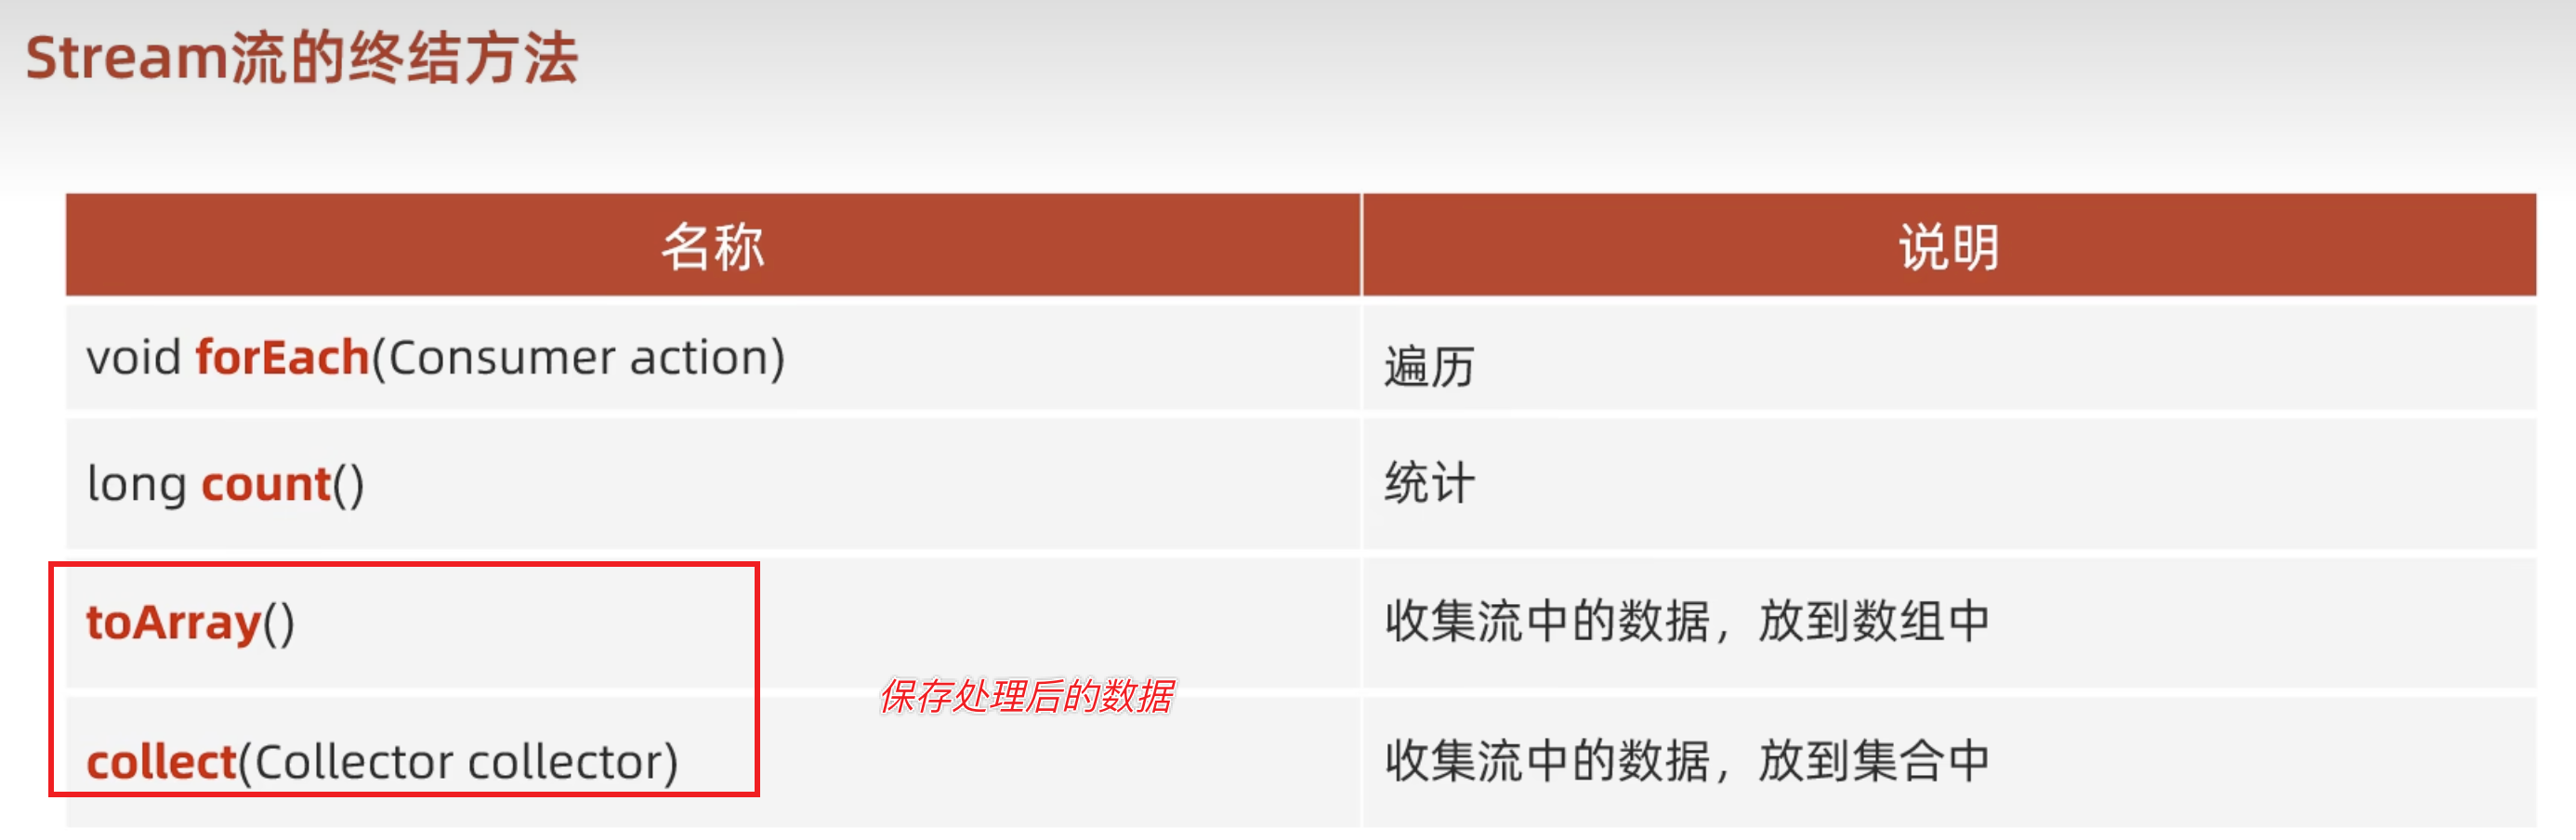 Stream流的终结方法
名称 说明
void forEach(Consumer action) 遍历
long count() 统计
toArray() 收集流中的数据，放到数组中
保存处理后的数据
collect(Collector collector) 收集流中的数据，放到集合中